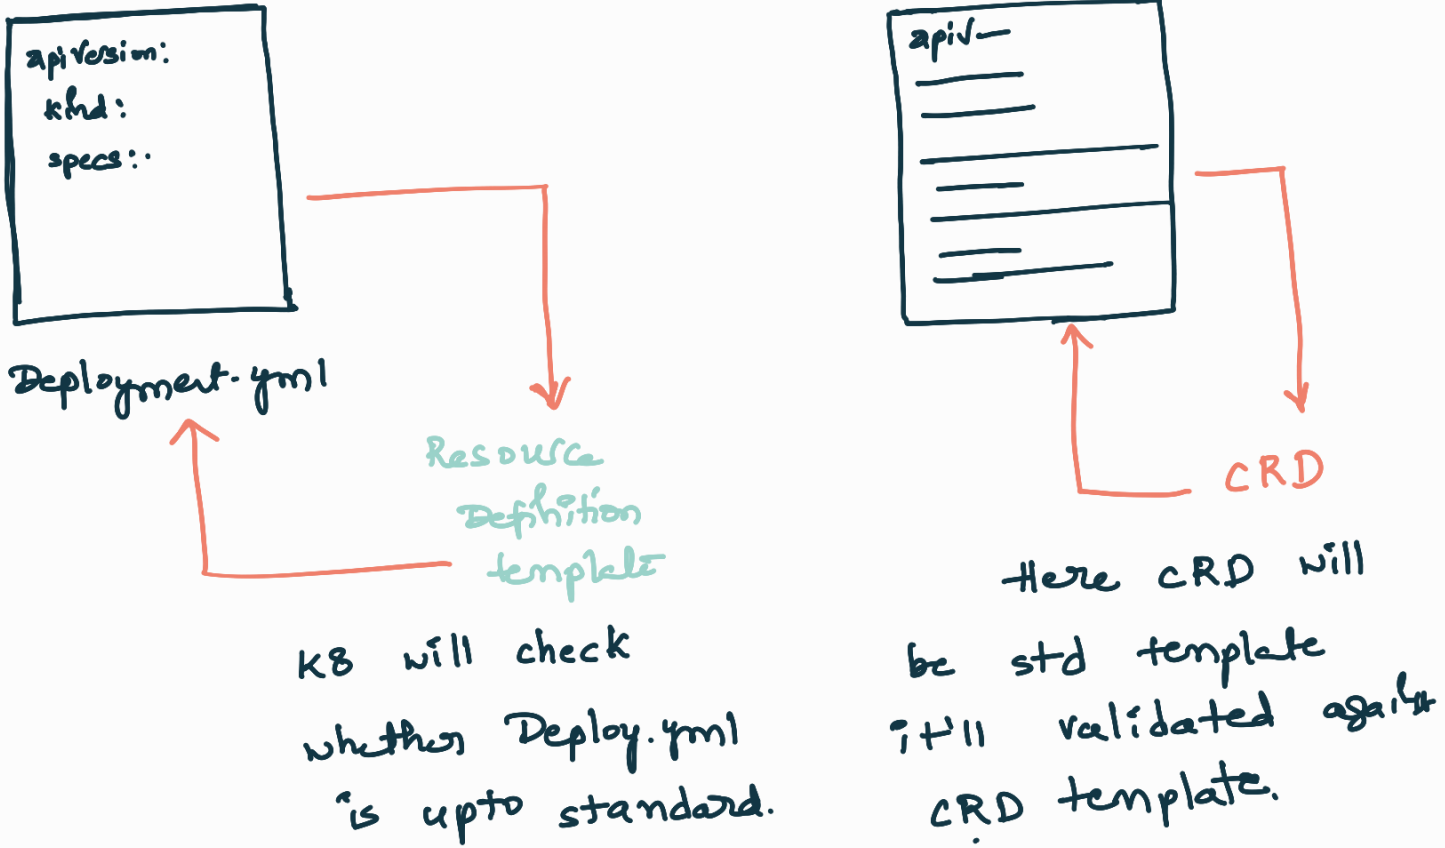 apiVersion:
kind:
specs:
Deployment.yml
Resource
Definition
template
K8 will check
whether Deploy.yml
is upto standard.
apiv
CRD
Here CRD will
be std template
it'll validated against
CRD template.